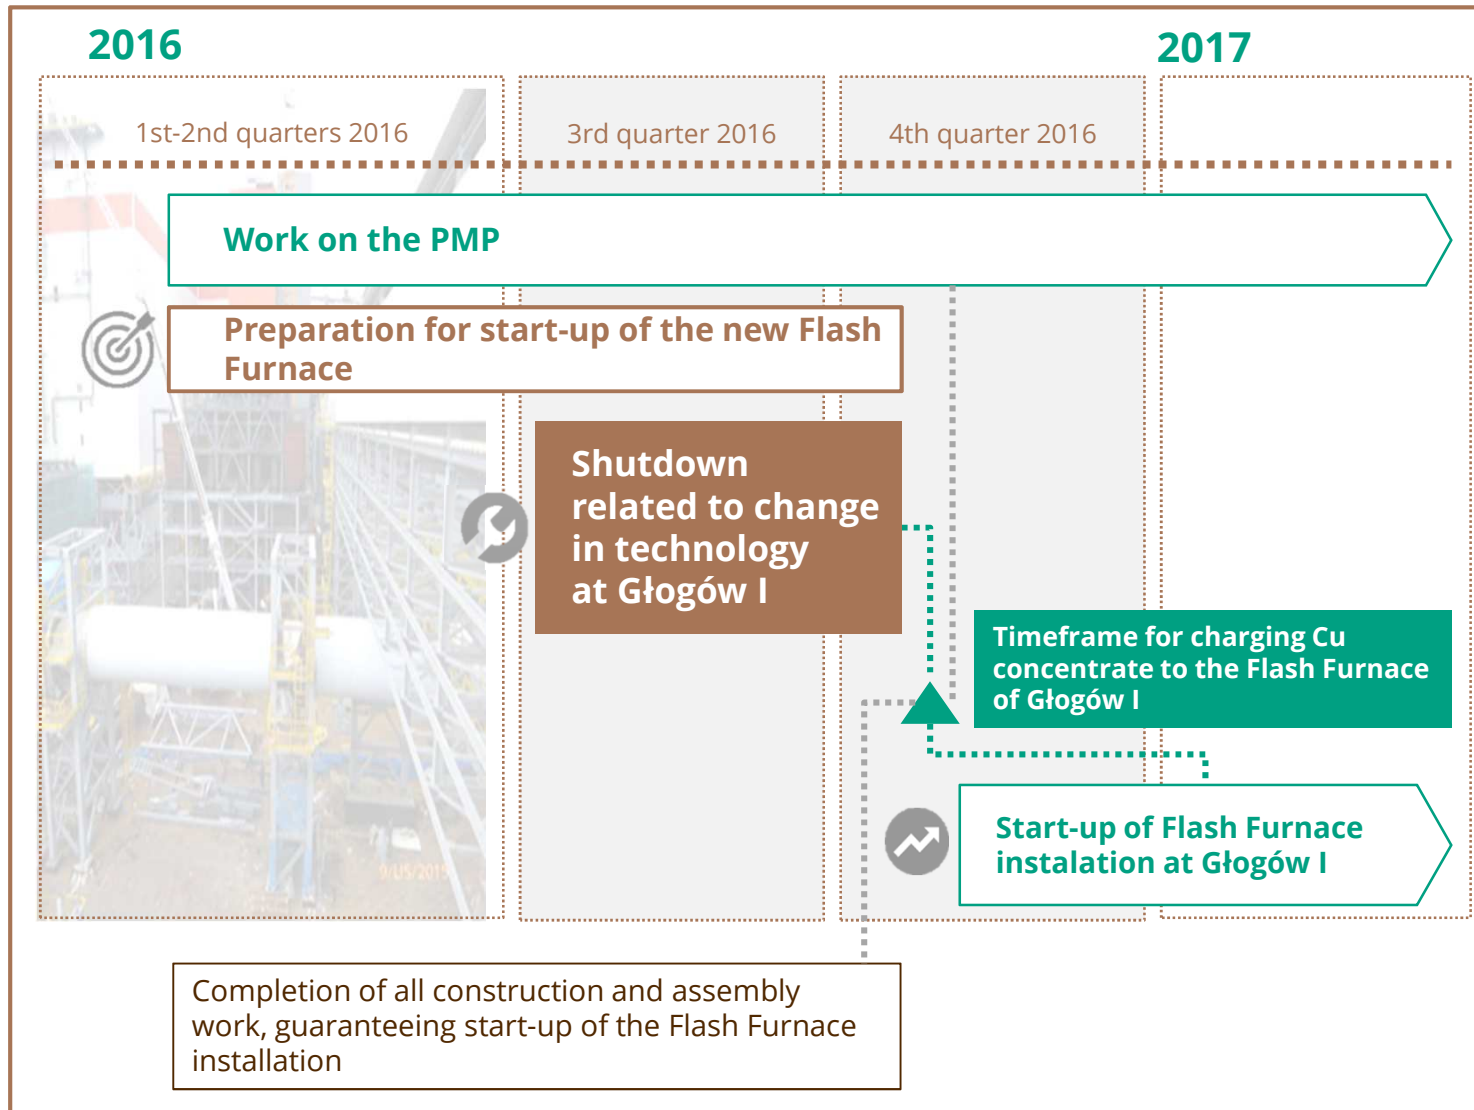 2016
2017
1st-2nd quarters 2016
3rd quarter 2016
4th quarter 2016
Work on the PMP
Preparation for start-up of the new Flash
Furnace
Shutdown
related to change
in technology
at Głogów I
Timeframe for charging Cu
concentrate to the Flash Furnace
of Głogów I
Start-up of Flash Furnace
instalation at Głogów I
Completion of all construction and assembly
work, guaranteeing start-up of the Flash Furnace
installation